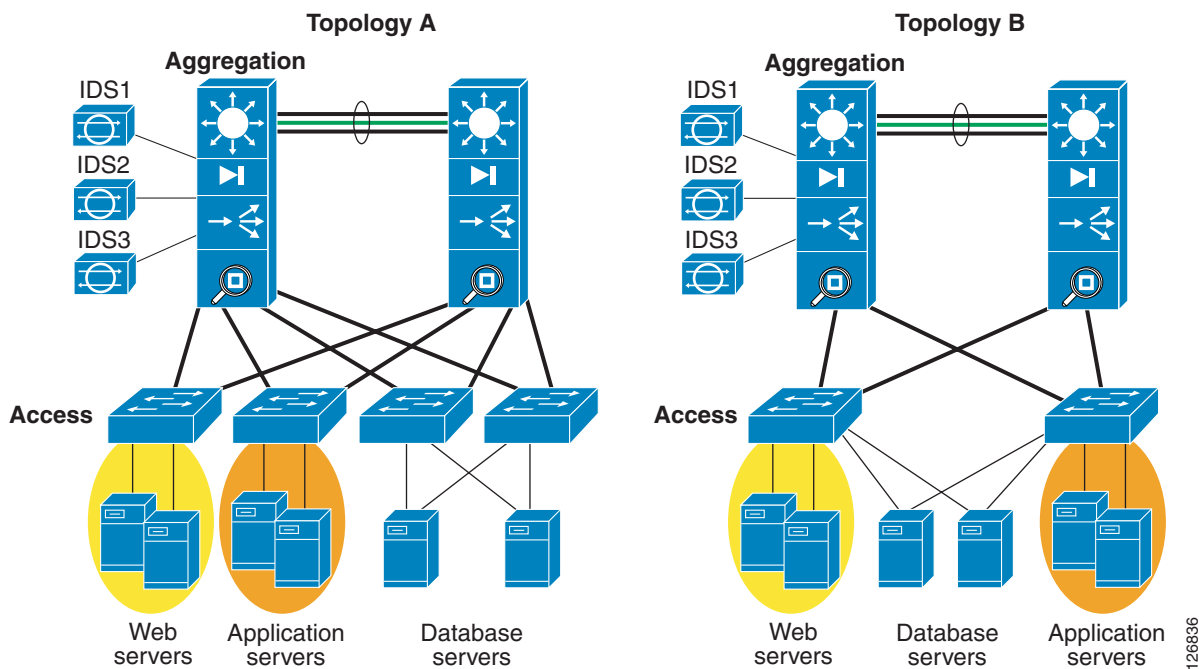 Topology A
Aggregation
IDS1
IDS2
IDS3
Access
Web
servers
Application
servers
Database
servers
Topology B
Aggregation
IDS1
IDS2
IDS3
Access
Web
servers
Database
servers
Application
servers
126836